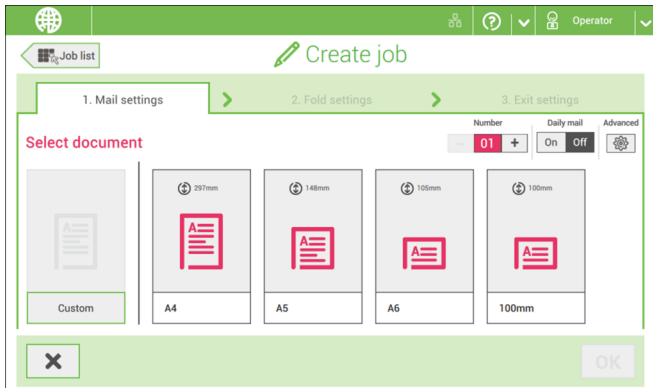 Operator
Job list
Create job
1. Mail settings
2. Fold settings
3. Exit settings
Select document
Number
01 +
Daily mail
On Off
Advanced
297mm
148mm
105mm
100mm
Custom
A4
A5
A6
100mm
OK